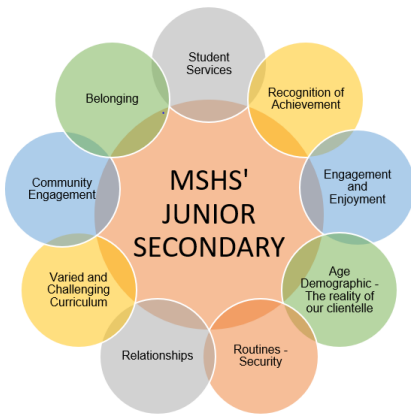 Student
Services
Recognition of
Achievement
Engagement
and
Enjoyment
Age
Demographic -
The reality of
our clientelle
Routines -
Security
Relationships
Varied and
Challenging
Curriculum
Community
Engagement
Belonging
MSHS'
JUNIOR
SECONDARY